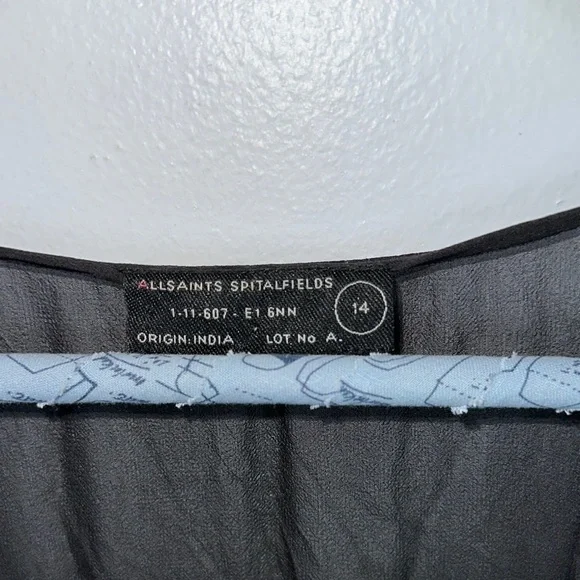 ALLSAINTS SPITALFIELDS
1-11-607 - E1 6NN
14
ORIGIN: INDIA LOT No A.